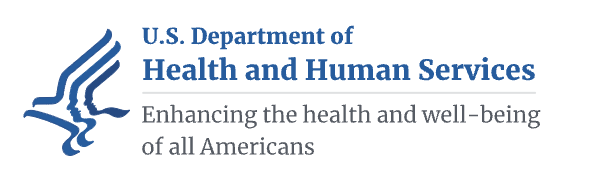 U.S. Department of
Health and Human Services
Enhancing the health and well-being
of all Americans